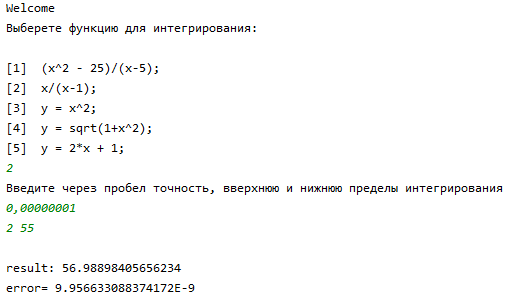 Welcome
Выберете функцию для интегрирования:
[1]  (x^2 - 25)/(x-5);
[2]  x/(x-1);
[3]  y = x^2;
[4]  y = sqrt(1+x^2);
[5]  y = 2*x + 1;
2
Введите через пробел точность, вверхнюю и нижнюю пределы интегрирования
0,00000001
2 55
result: 56.98898405656234
error= 9.956633088374172E-9